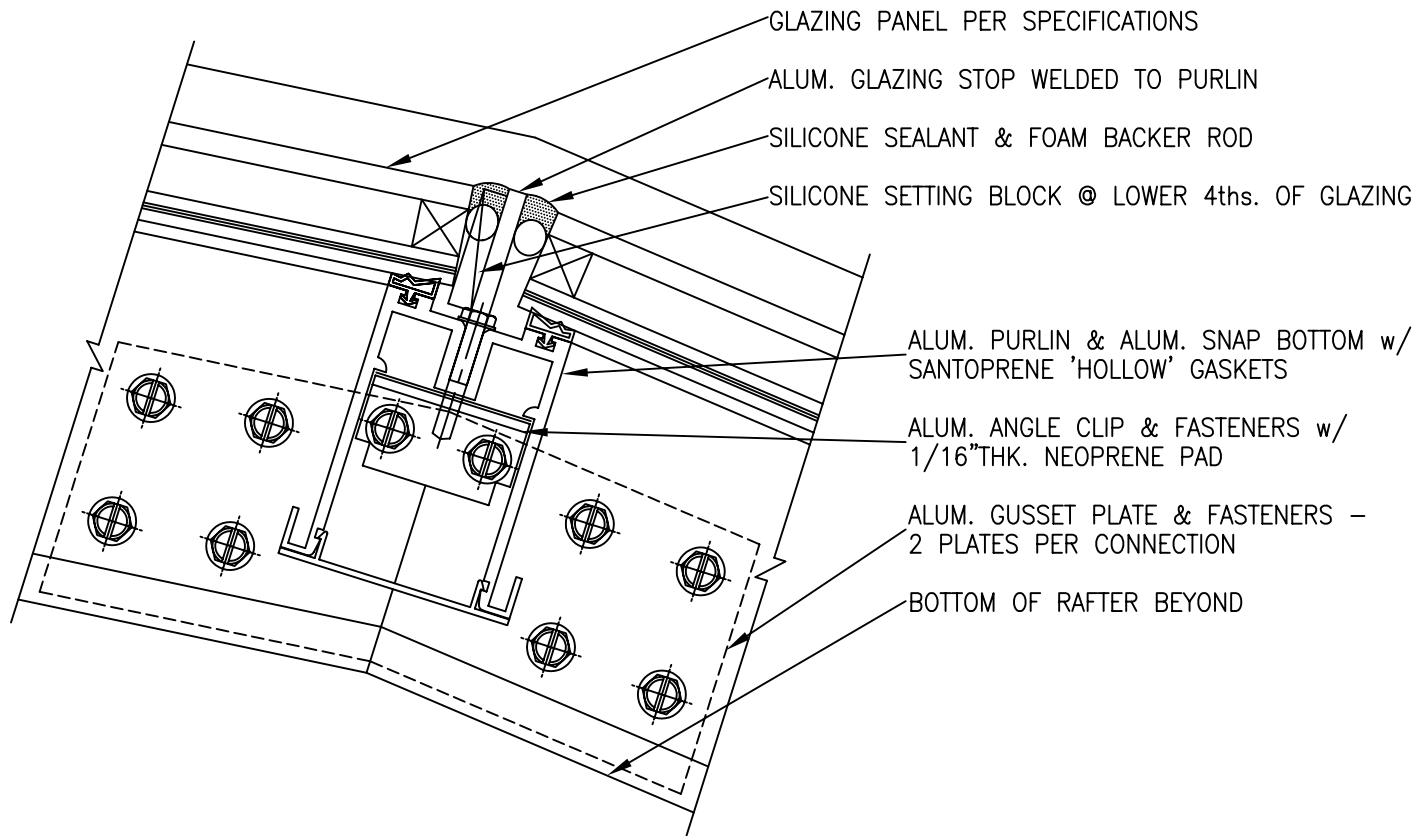 GLAZING PANEL PER SPECIFICATIONS
ALUM. GLAZING STOP WELDED TO PURLIN
SILICONE SEALANT & FOAM BACKER ROD
SILICONE SETTING BLOCK @ LOWER 4ths. OF GLAZING
ALUM. PURLIN & ALUM. SNAP BOTTOM w/
SANTOPRENE 'HOLLOW' GASKETS
ALUM. ANGLE CLIP & FASTENERS w/
1/16"THK. NEOPRENE PAD
ALUM. GUSSET PLATE & FASTENERS –
2 PLATES PER CONNECTION
BOTTOM OF RAFTER BEYOND